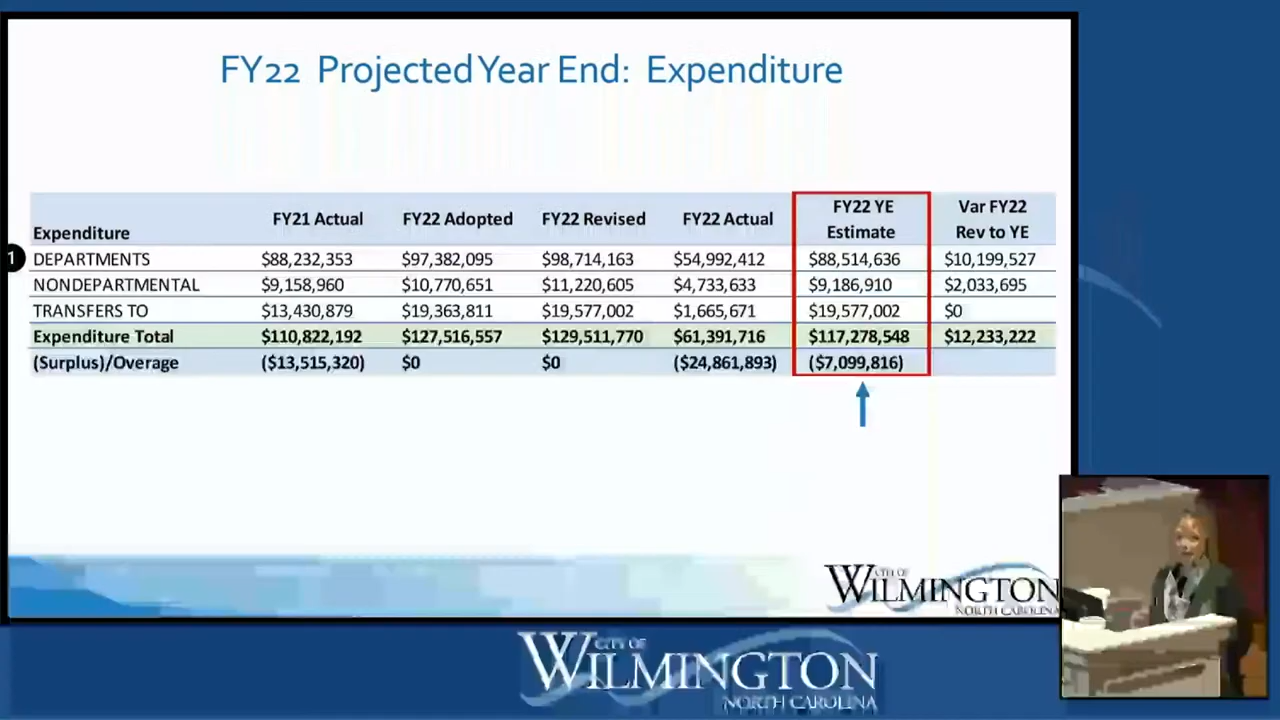 FY22 Projected Year End: Expenditure
Expenditure FY21 Actual FY22 Adopted FY22 Revised FY22 Actual FY22 YE Estimate Var FY22 Rev to YE
1 DEPARTMENTS $88,232,353 $97,382,095 $98,714,163 $54,992,412 $88,514,636 $10,199,527
NONDEPARTMENTAL $9,158,960 $10,770,651 $11,220,605 $4,733,633 $9,186,910 $2,033,695
TRANSFERS TO $13,430,879 $19,363,811 $19,577,002 $1,665,671 $19,577,002 $0
Expenditure Total $110,822,192 $127,516,557 $129,511,770 $61,391,716 $117,278,548 $12,233,222
(Surplus)/Overage ($13,515,320) $0 $0 ($24,861,893) ($7,099,816)
CITY OF
WILMINGTON
NORTH CAROLINA
CITY OF
WILMINGTON
NORTH CAROLINA